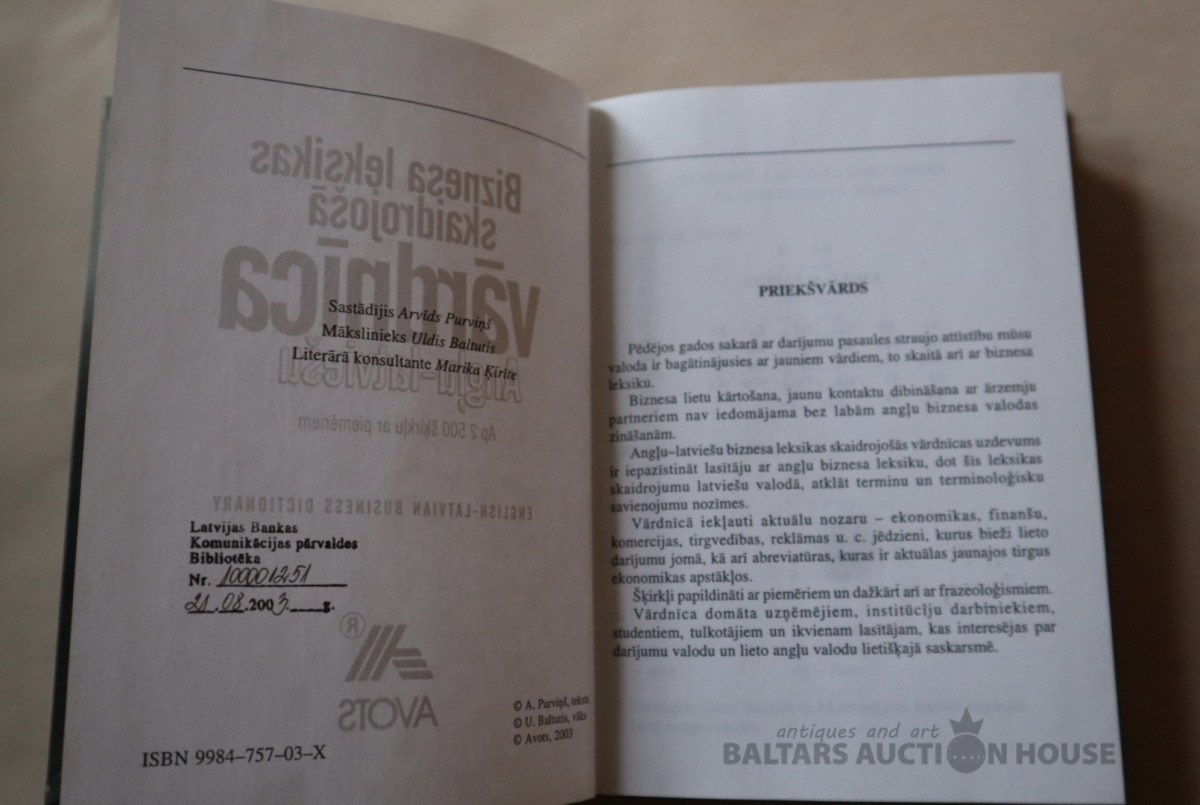 Biznesa leksikas
skaidrojošā
vārdnīca
Angļu–latviešu
Ap 2 500 šķirkļu ar piemēriem
ENGLISH-LATVIAN BUSINESS DICTIONARY
Sastādījis Arvīds Purviņš
Mākslinieks Uldis Baltutis
Literārā konsultante Marika Ķirīte
Latvijas Bankas
Komunikācijas pārvaldes
Bibliotēka
Nr. 100001251
21.08.2003. g.
®
AVOTS
© A. Purviņš, teksts
© U. Baltutis, vāks
© Avots, 2003
ISBN 9984–757–03–X
PRIEKŠVĀRDS
Pēdējos gados sakarā ar darījumu pasaules straujo attīstību mūsu
valoda ir bagātinājusies ar jauniem vārdiem, to skaitā arī ar biznesa
leksiku.
Biznesa lietu kārtošana, jaunu kontaktu dibināšana ar ārzemju
partneriem nav iedomājama bez labām angļu biznesa valodas
zināšanām.
Angļu–latviešu biznesa leksikas skaidrojošās vārdnīcas uzdevums
ir iepazīstināt lasītāju ar angļu biznesa leksiku, dot šīs leksikas
skaidrojumu latviešu valodā, atklāt terminu un terminoloģisku
savienojumu nozīmes.
Vārdnīcā iekļauti aktuālu nozaru – ekonomikas, finanšu,
komercijas, tirgvedības, reklāmas u. c. jēdzieni, kurus bieži lieto
darījumu jomā, kā arī abreviatūras, kuras ir aktuālas jaunajos tirgus
ekonomikas apstākļos.
Šķirkļi papildināti ar piemēriem un dažkārt arī ar frazeoloģismiem.
Vārdnīca domāta uzņēmējiem, institūciju darbiniekiem,
studentiem, tulkotājiem un ikvienam lasītājam, kas interesējas par
darījumu valodu un lieto angļu valodu lietišķajā saskarsmē.
antiques and art
BALTARS AUCTION HOUSE